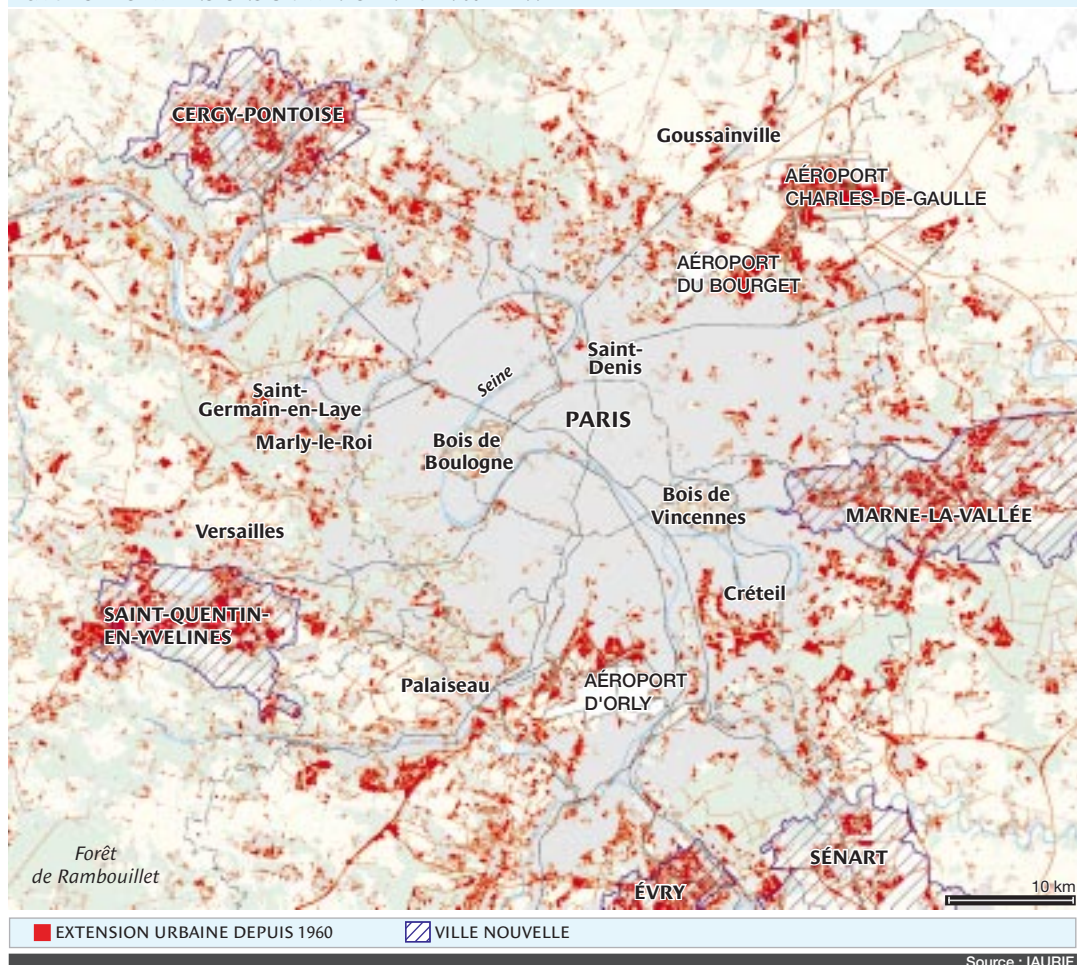 CERGY-PONTOISE
Goussainville
AÉROPORT
CHARLES-DE-GAULLE
AÉROPORT
DU BOURGET
Saint-
Denis
Seine
Saint-
Germain-en-Laye
PARIS
Marly-le-Roi
Bois de
Boulogne
Bois de
Vincennes
MARNE-LA-VALLÉE
Versailles
Créteil
SAINT-QUENTIN-
EN-YVELINES
Palaiseau
AÉROPORT
D'ORLY
Forêt
de Rambouillet
SÉNART
ÉVRY
10 km
EXTENSION URBAINE DEPUIS 1960
VILLE NOUVELLE
Source : IAURIF